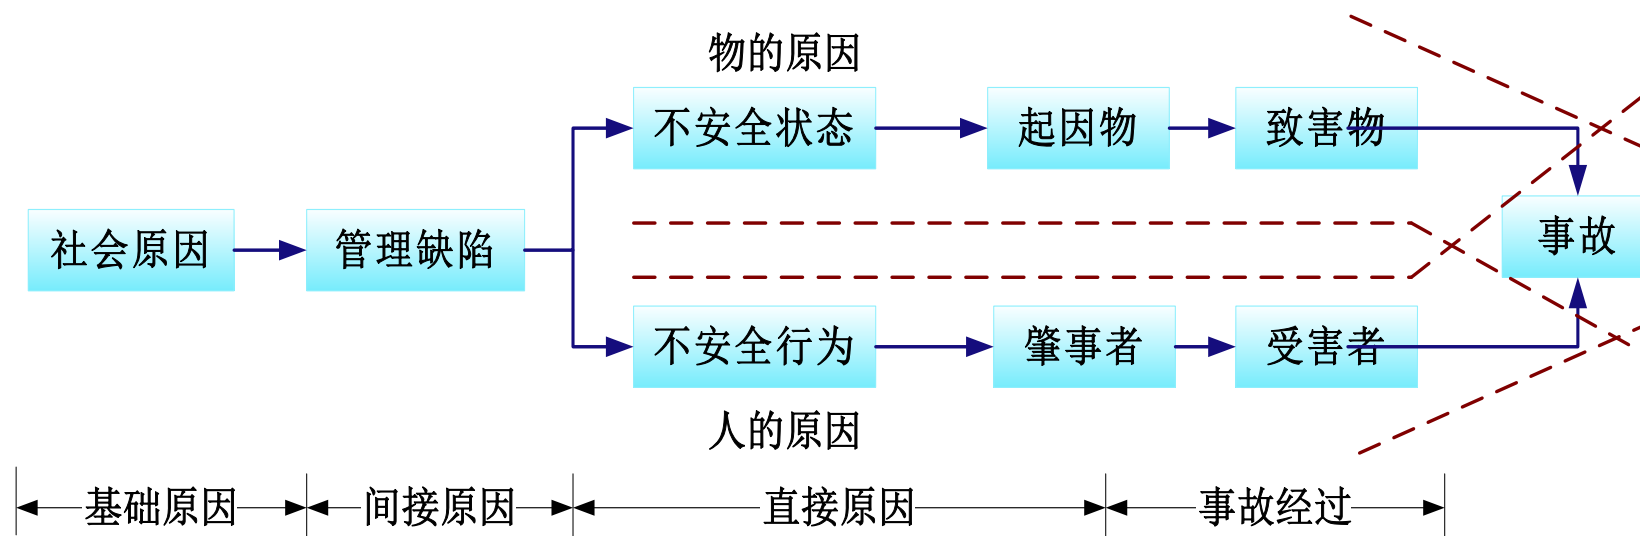 物的原因
不安全状态
起因物
致害物
社会原因
管理缺陷
事故
不安全行为
肇事者
受害者
人的原因
基础原因
间接原因
直接原因
事故经过